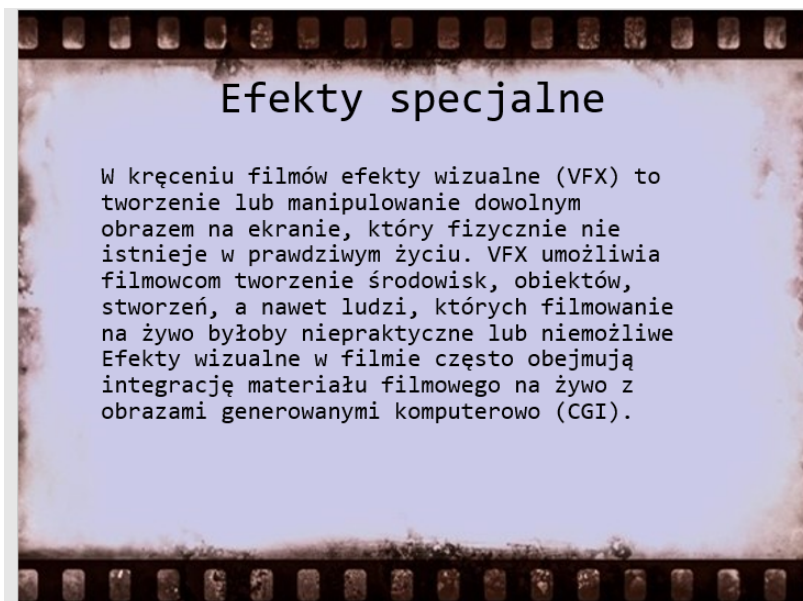 Efekty specjalne
W kręceniu filmów efekty wizualne (VFX) to
tworzenie lub manipulowanie dowolnym
obrazem na ekranie, który fizycznie nie
istnieje w prawdziwym życiu. VFX umożliwia
filmowcom tworzenie środowisk, obiektów,
stworzeń, a nawet ludzi, których filmowanie
na żywo byłoby niepraktyczne lub niemożliwe
Efekty wizualne w filmie często obejmują
integrację materiału filmowego na żywo z
obrazami generowanymi komputerowo (CGI).